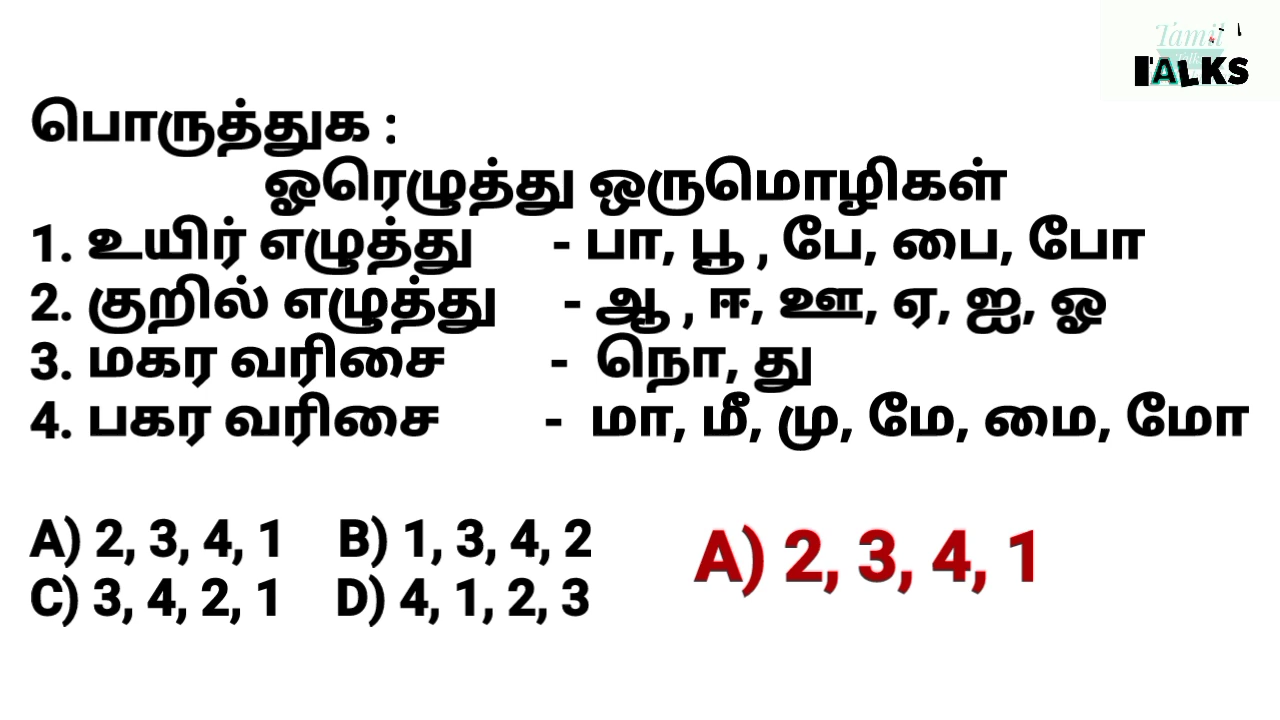 Tamil
TALKS
பொருத்துக :
ஓரெழுத்து ஒருமொழிகள்
1. உயிர் எழுத்து - பா, பூ , பே, பை, போ
2. குறில் எழுத்து - ஆ , ஈ, ஊ, ஏ, ஐ, ஓ
3. மகர வரிசை - நொ, து
4. பகர வரிசை - மா, மீ, மு, மே, மை, மோ
A) 2, 3, 4, 1 B) 1, 3, 4, 2
C) 3, 4, 2, 1 D) 4, 1, 2, 3
A) 2, 3, 4, 1